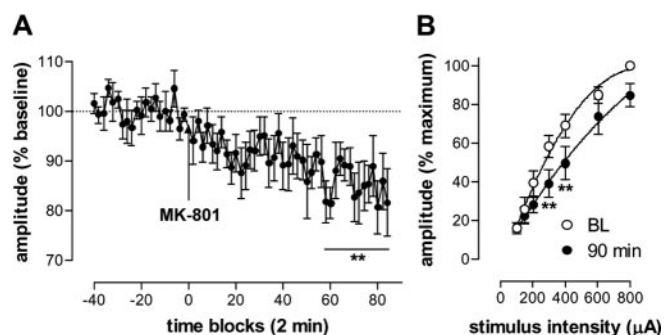 A
amplitude (% baseline)
110
100
90
80
70
MK-801
**
-40 -20 0 20 40 60 80
time blocks (2 min)
B
amplitude (% maximum)
100
80
60
40
20
0
**
**
BL
90 min
0 200 400 600 800
stimulus intensity (µA)